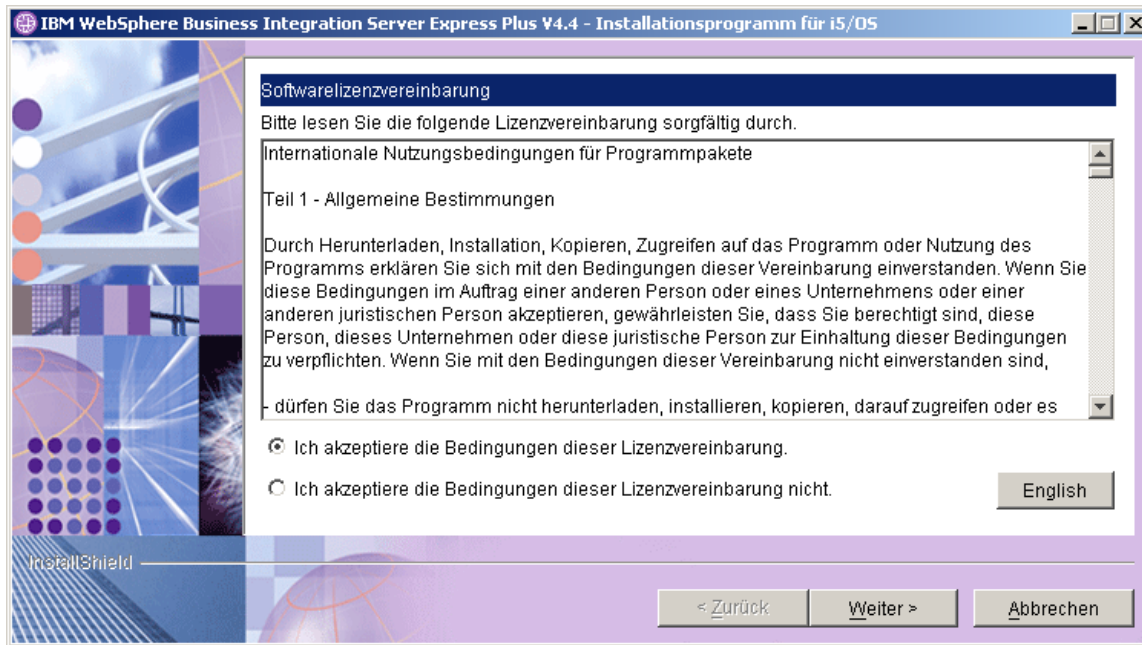 IBM WebSphere Business Integration Server Express Plus V4.4 - Installationsprogramm für i5/OS
Softwarelizenzvereinbarung
Bitte lesen Sie die folgende Lizenzvereinbarung sorgfältig durch.
Internationale Nutzungsbedingungen für Programmpakete
Teil 1 - Allgemeine Bestimmungen
Durch Herunterladen, Installation, Kopieren, Zugreifen auf das Programm oder Nutzung des
Programms erklären Sie sich mit den Bedingungen dieser Vereinbarung einverstanden. Wenn Sie
diese Bedingungen im Auftrag einer anderen Person oder eines Unternehmens oder einer
anderen juristischen Person akzeptieren, gewährleisten Sie, dass Sie berechtigt sind, diese
Person, dieses Unternehmen oder diese juristische Person zur Einhaltung dieser Bedingungen
zu verpflichten. Wenn Sie mit den Bedingungen dieser Vereinbarung nicht einverstanden sind,
- dürfen Sie das Programm nicht herunterladen, installieren, kopieren, darauf zugreifen oder es
Ich akzeptiere die Bedingungen dieser Lizenzvereinbarung.
Ich akzeptiere die Bedingungen dieser Lizenzvereinbarung nicht.
English
InstallShield
< Zurück
Weiter >
Abbrechen